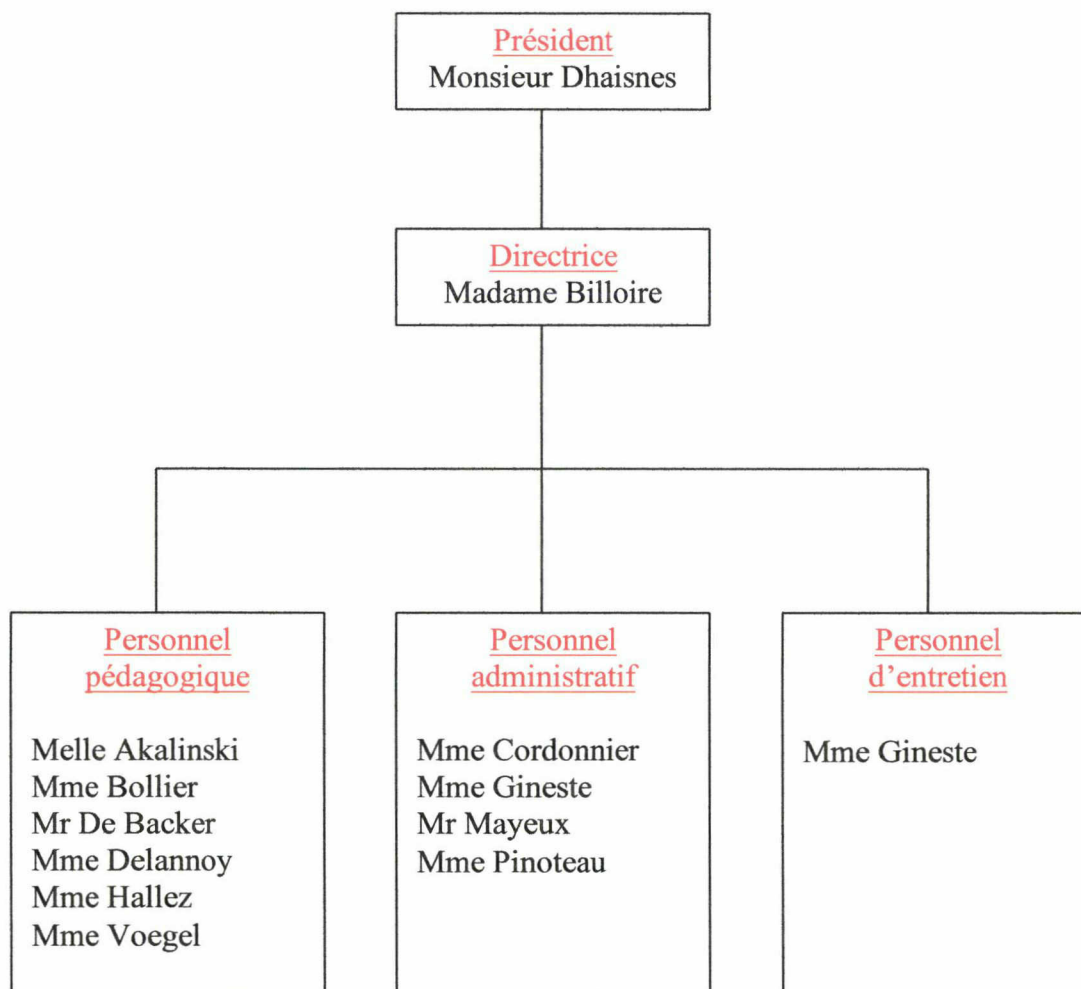 Président
Monsieur Dhaisnes
Directrice
Madame Billoire
Personnel
pédagogique
Melle Akalinski
Mme Bollier
Mr De Backer
Mme Delannoy
Mme Hallez
Mme Voegel
Personnel
administratif
Mme Cordonnier
Mme Gineste
Mr Mayeux
Mme Pinoteau
Personnel
d’entretien
Mme Gineste